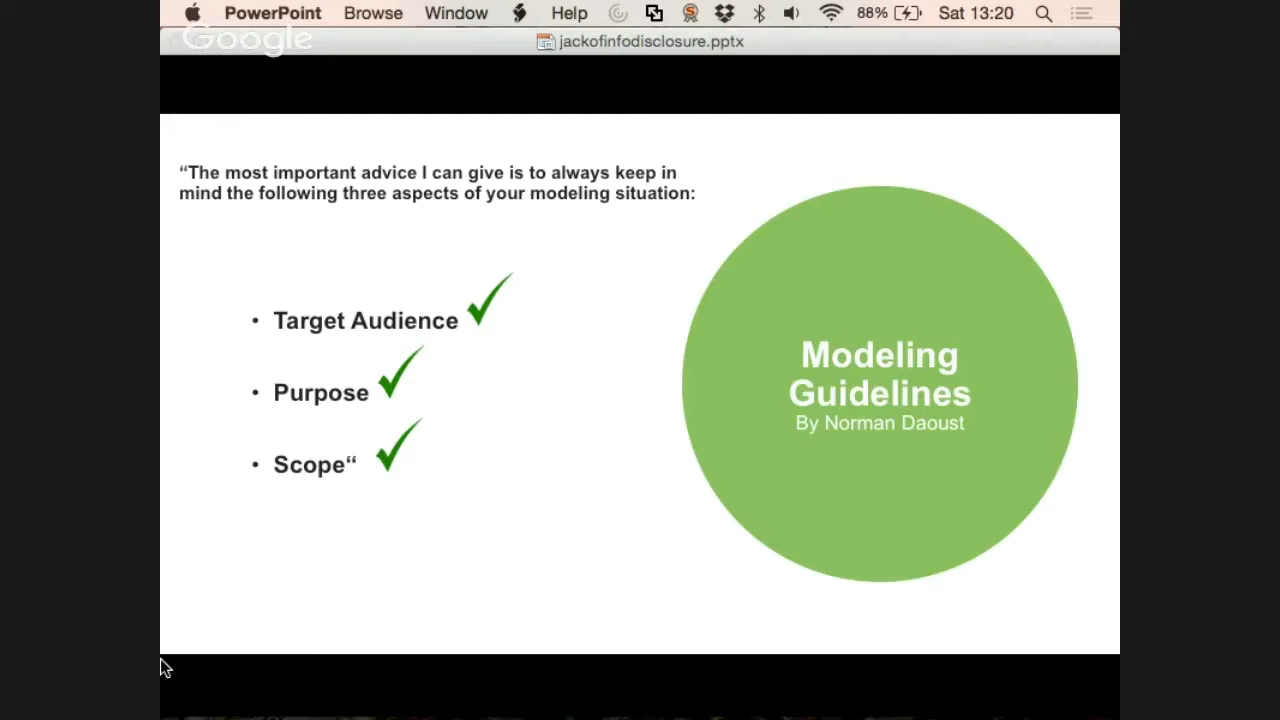 PowerPoint Browse Window Help 88% Sat 13:20
Google
jackofinfodisclosure.pptx
“The most important advice I can give is to always keep in
mind the following three aspects of your modeling situation:
• Target Audience
• Purpose
• Scope“
Modeling
Guidelines
By Norman Daoust